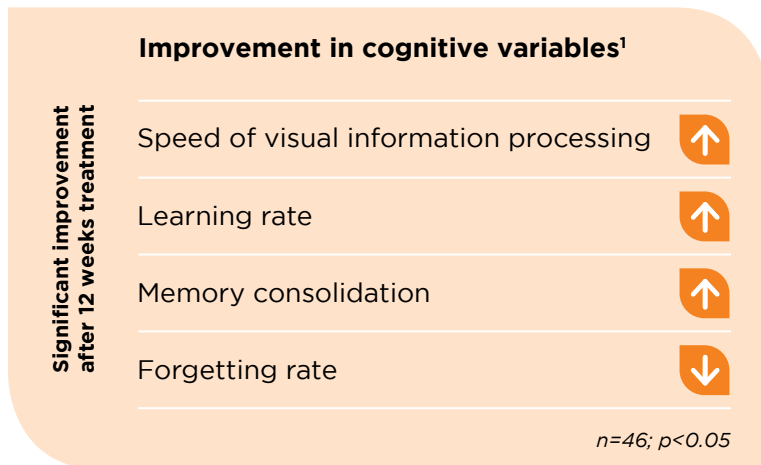 Improvement in cognitive variables¹
Significant improvement
after 12 weeks treatment
Speed of visual information processing
Learning rate
Memory consolidation
Forgetting rate
n=46; p<0.05